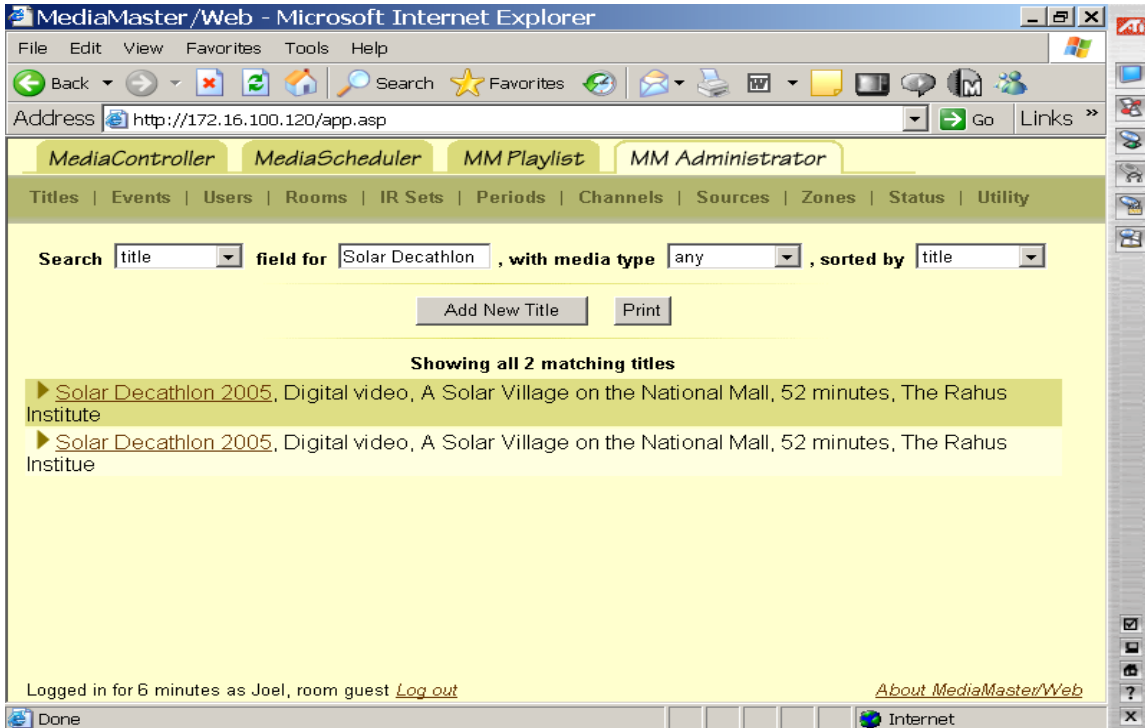 MediaMaster/Web - Microsoft Internet Explorer
ATI
File Edit View Favorites Tools Help
Back Search Favorites
Address http://172.16.100.120/app.asp Go Links »
MediaController MediaScheduler MM Playlist MM Administrator
Titles | Events | Users | Rooms | IR Sets | Periods | Channels | Sources | Zones | Status | Utility
Search title field for Solar Decathlon , with media type any , sorted by title
Add New Title Print
Showing all 2 matching titles
Solar Decathlon 2005, Digital video, A Solar Village on the National Mall, 52 minutes, The Rahus
Institute
Solar Decathlon 2005, Digital video, A Solar Village on the National Mall, 52 minutes, The Rahus
Institue
Logged in for 6 minutes as Joel, room guest Log out About MediaMaster/Web
Done Internet